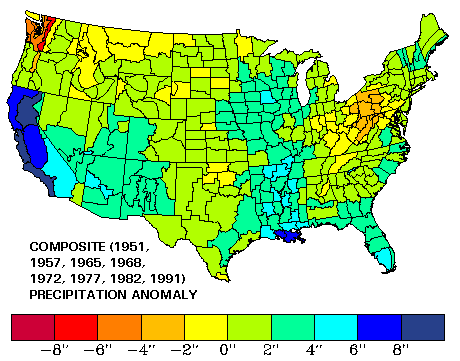 COMPOSITE (1951,
1957, 1965, 1968,
1972, 1977, 1982, 1991)
PRECIPITATION ANOMALY
-8" -6" -4" -2" 0" 2" 4" 6" 8"